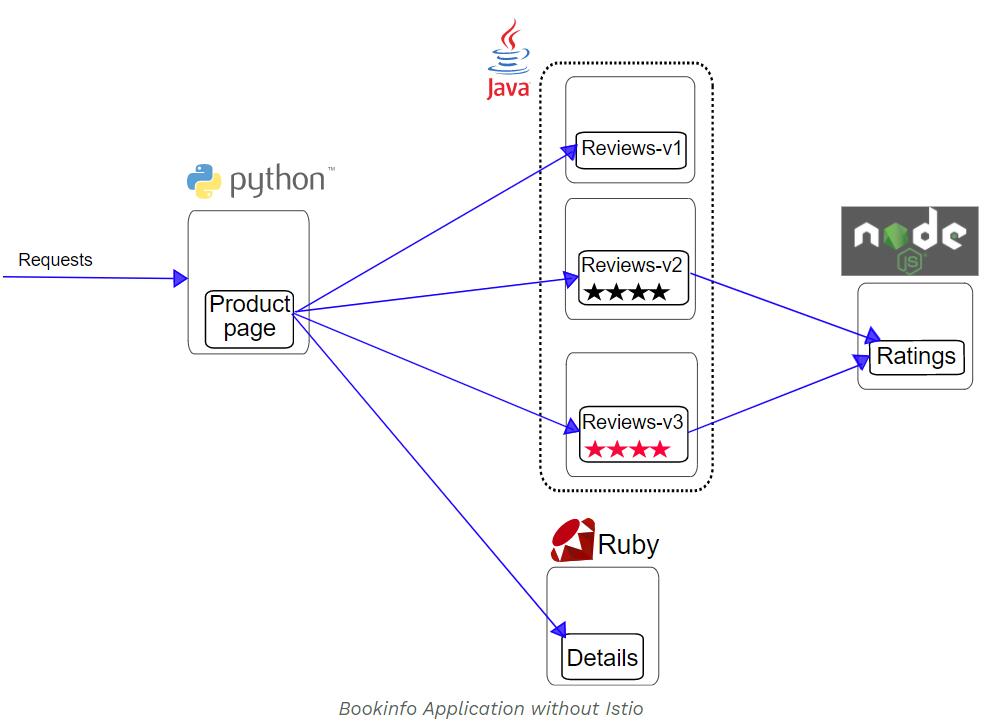 Java
Reviews-v1
python™
node
JS
Reviews-v2
Requests
Product
page
Ratings
Reviews-v3
Ruby
Details
Bookinfo Application without Istio